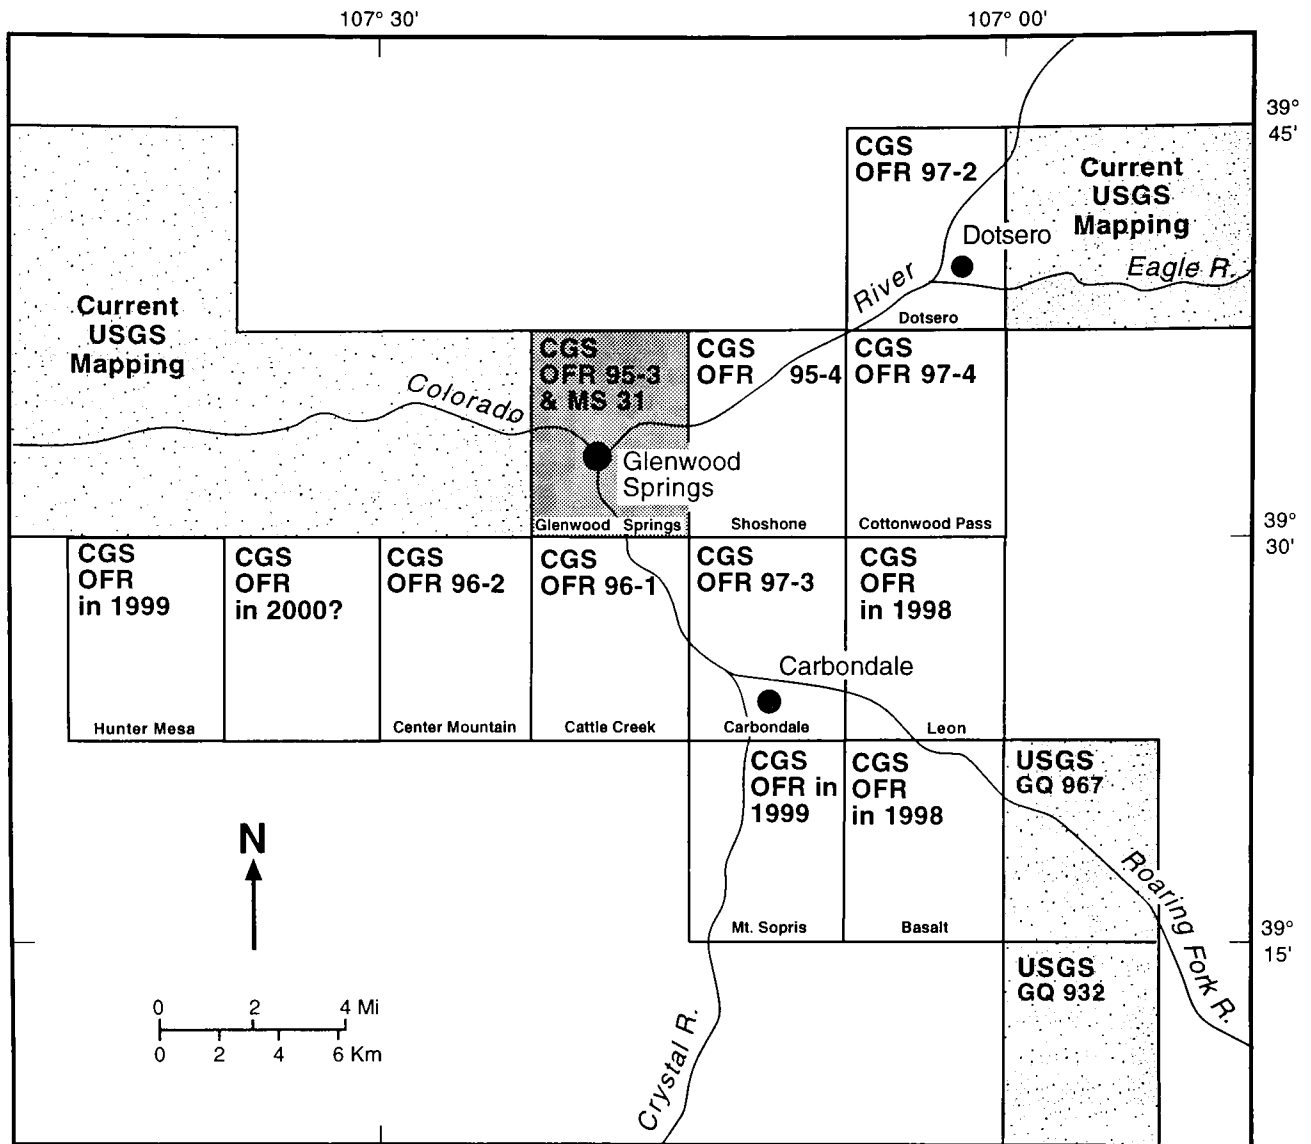 107° 30'
107° 00'
39°
45'
CGS
OFR 97-2
Current
USGS
Mapping
Dotsero
Eagle R.
River
Dotsero
Current
USGS
Mapping
CGS
OFR 95-3
& MS 31
CGS
OFR 95-4
CGS
OFR 97-4
Colorado
Glenwood
Springs
Glenwood Springs
Shoshone
Cottonwood Pass
39°
30'
CGS
OFR
in 1999
CGS
OFR
in 2000?
CGS
OFR 96-2
CGS
OFR 96-1
CGS
OFR 97-3
CGS
OFR
in 1998
Carbondale
Hunter Mesa
Center Mountain
Cattle Creek
Carbondale
Leon
CGS
OFR in
1999
CGS
OFR
in 1998
USGS
GQ 967
N
Roaring Fork R.
Mt. Sopris
Basalt
39°
15'
USGS
GQ 932
0 2 4 Mi
0 2 4 6 Km
Crystal R.